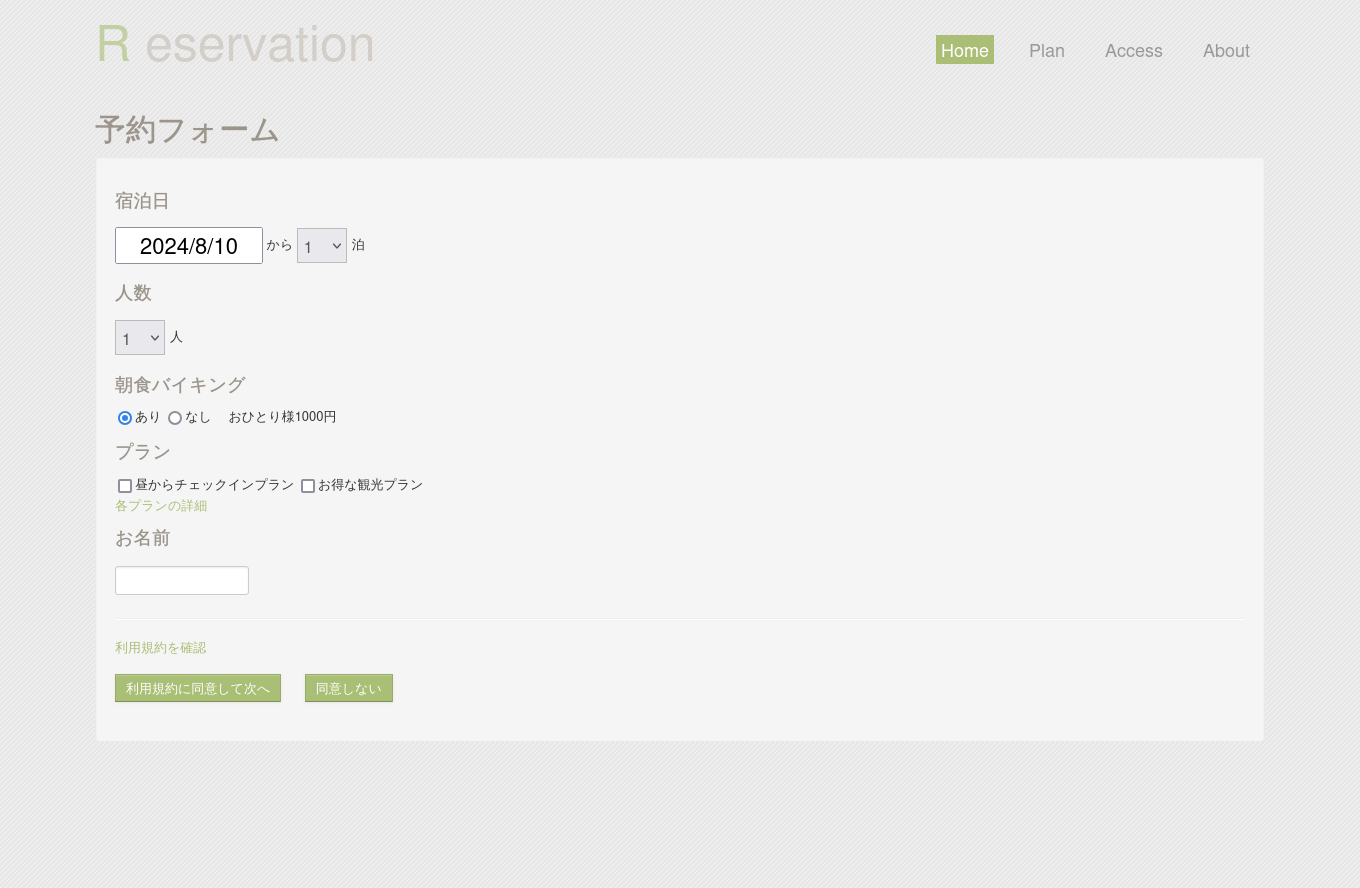 R eservation
Home Plan Access About
予約フォーム
宿泊日
2024/8/10 から 1 泊
人数
1 人
朝食バイキング
あり なし おひとり様1000円
プラン
昼からチェックインプラン お得な観光プラン
各プランの詳細
お名前
利用規約を確認
利用規約に同意して次へ 同意しない